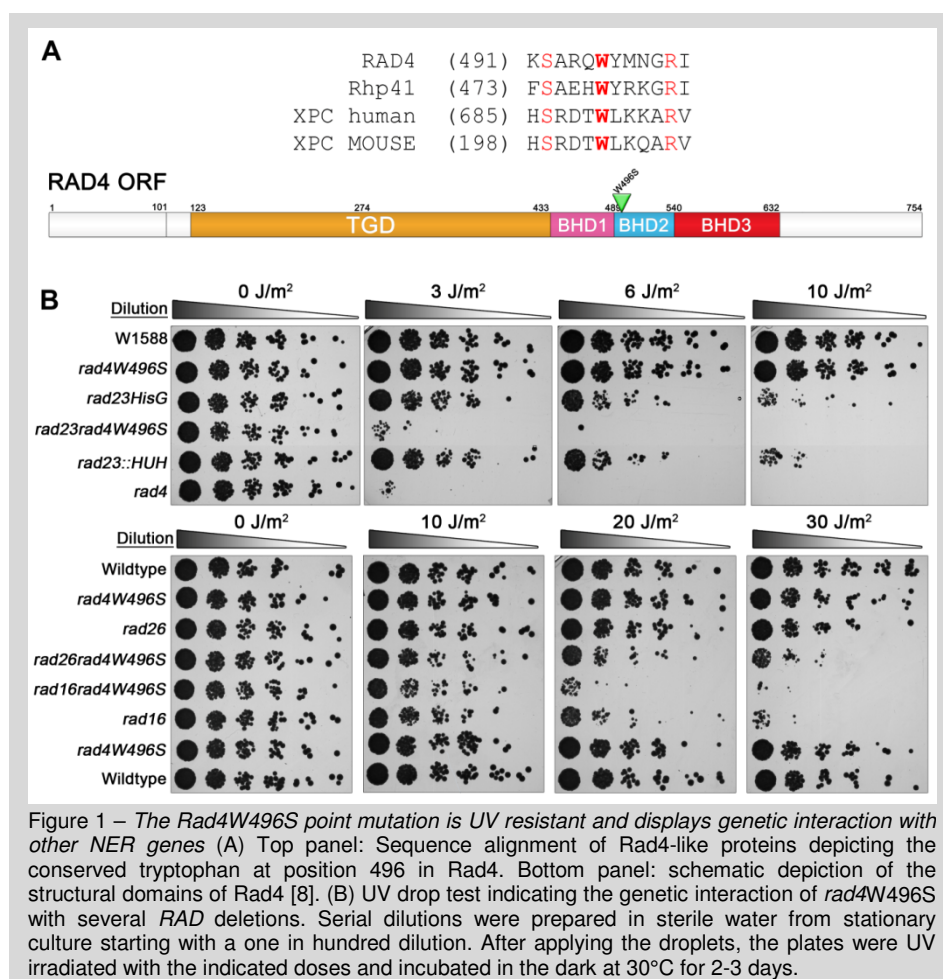 A
RAD4 (491) KSARQWYMNGRI
Rhp41 (473) FSAEHWYRKGRI
XPC human (685) HSRDTWLKKARV
XPC MOUSE (198) HSRDTWLKQARV
RAD4 ORF
W496S
1 101 123 274 433 489 540 632 754
TGD BHD1 BHD2 BHD3
B
0 J/m² 3 J/m² 6 J/m² 10 J/m²
Dilution
W1588
rad4W496S
rad23HisG
rad23rad4W496S
rad23::HUH
rad4
0 J/m² 10 J/m² 20 J/m² 30 J/m²
Dilution
Wildtype
rad4W496S
rad26
rad26rad4W496S
rad16rad4W496S
rad16
rad4W496S
Wildtype
Figure 1 – The Rad4W496S point mutation is UV resistant and displays genetic interaction with
other NER genes (A) Top panel: Sequence alignment of Rad4-like proteins depicting the
conserved tryptophan at position 496 in Rad4. Bottom panel: schematic depiction of the
structural domains of Rad4 [8]. (B) UV drop test indicating the genetic interaction of rad4W496S
with several RAD deletions. Serial dilutions were prepared in sterile water from stationary
culture starting with a one in hundred dilution. After applying the droplets, the plates were UV
irradiated with the indicated doses and incubated in the dark at 30°C for 2-3 days.